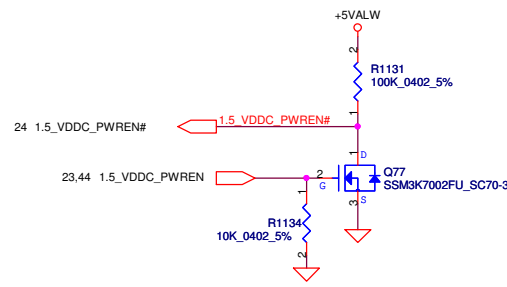 +5VALW
2
R1131
100K_0402_5%
1
24 1.5_VDDC_PWREN#
1.5_VDDC_PWREN#
1
D
23,44 1.5_VDDC_PWREN
2
G
Q77
SSM3K7002FU_SC70-3
S
3
1
R1134
10K_0402_5%
2